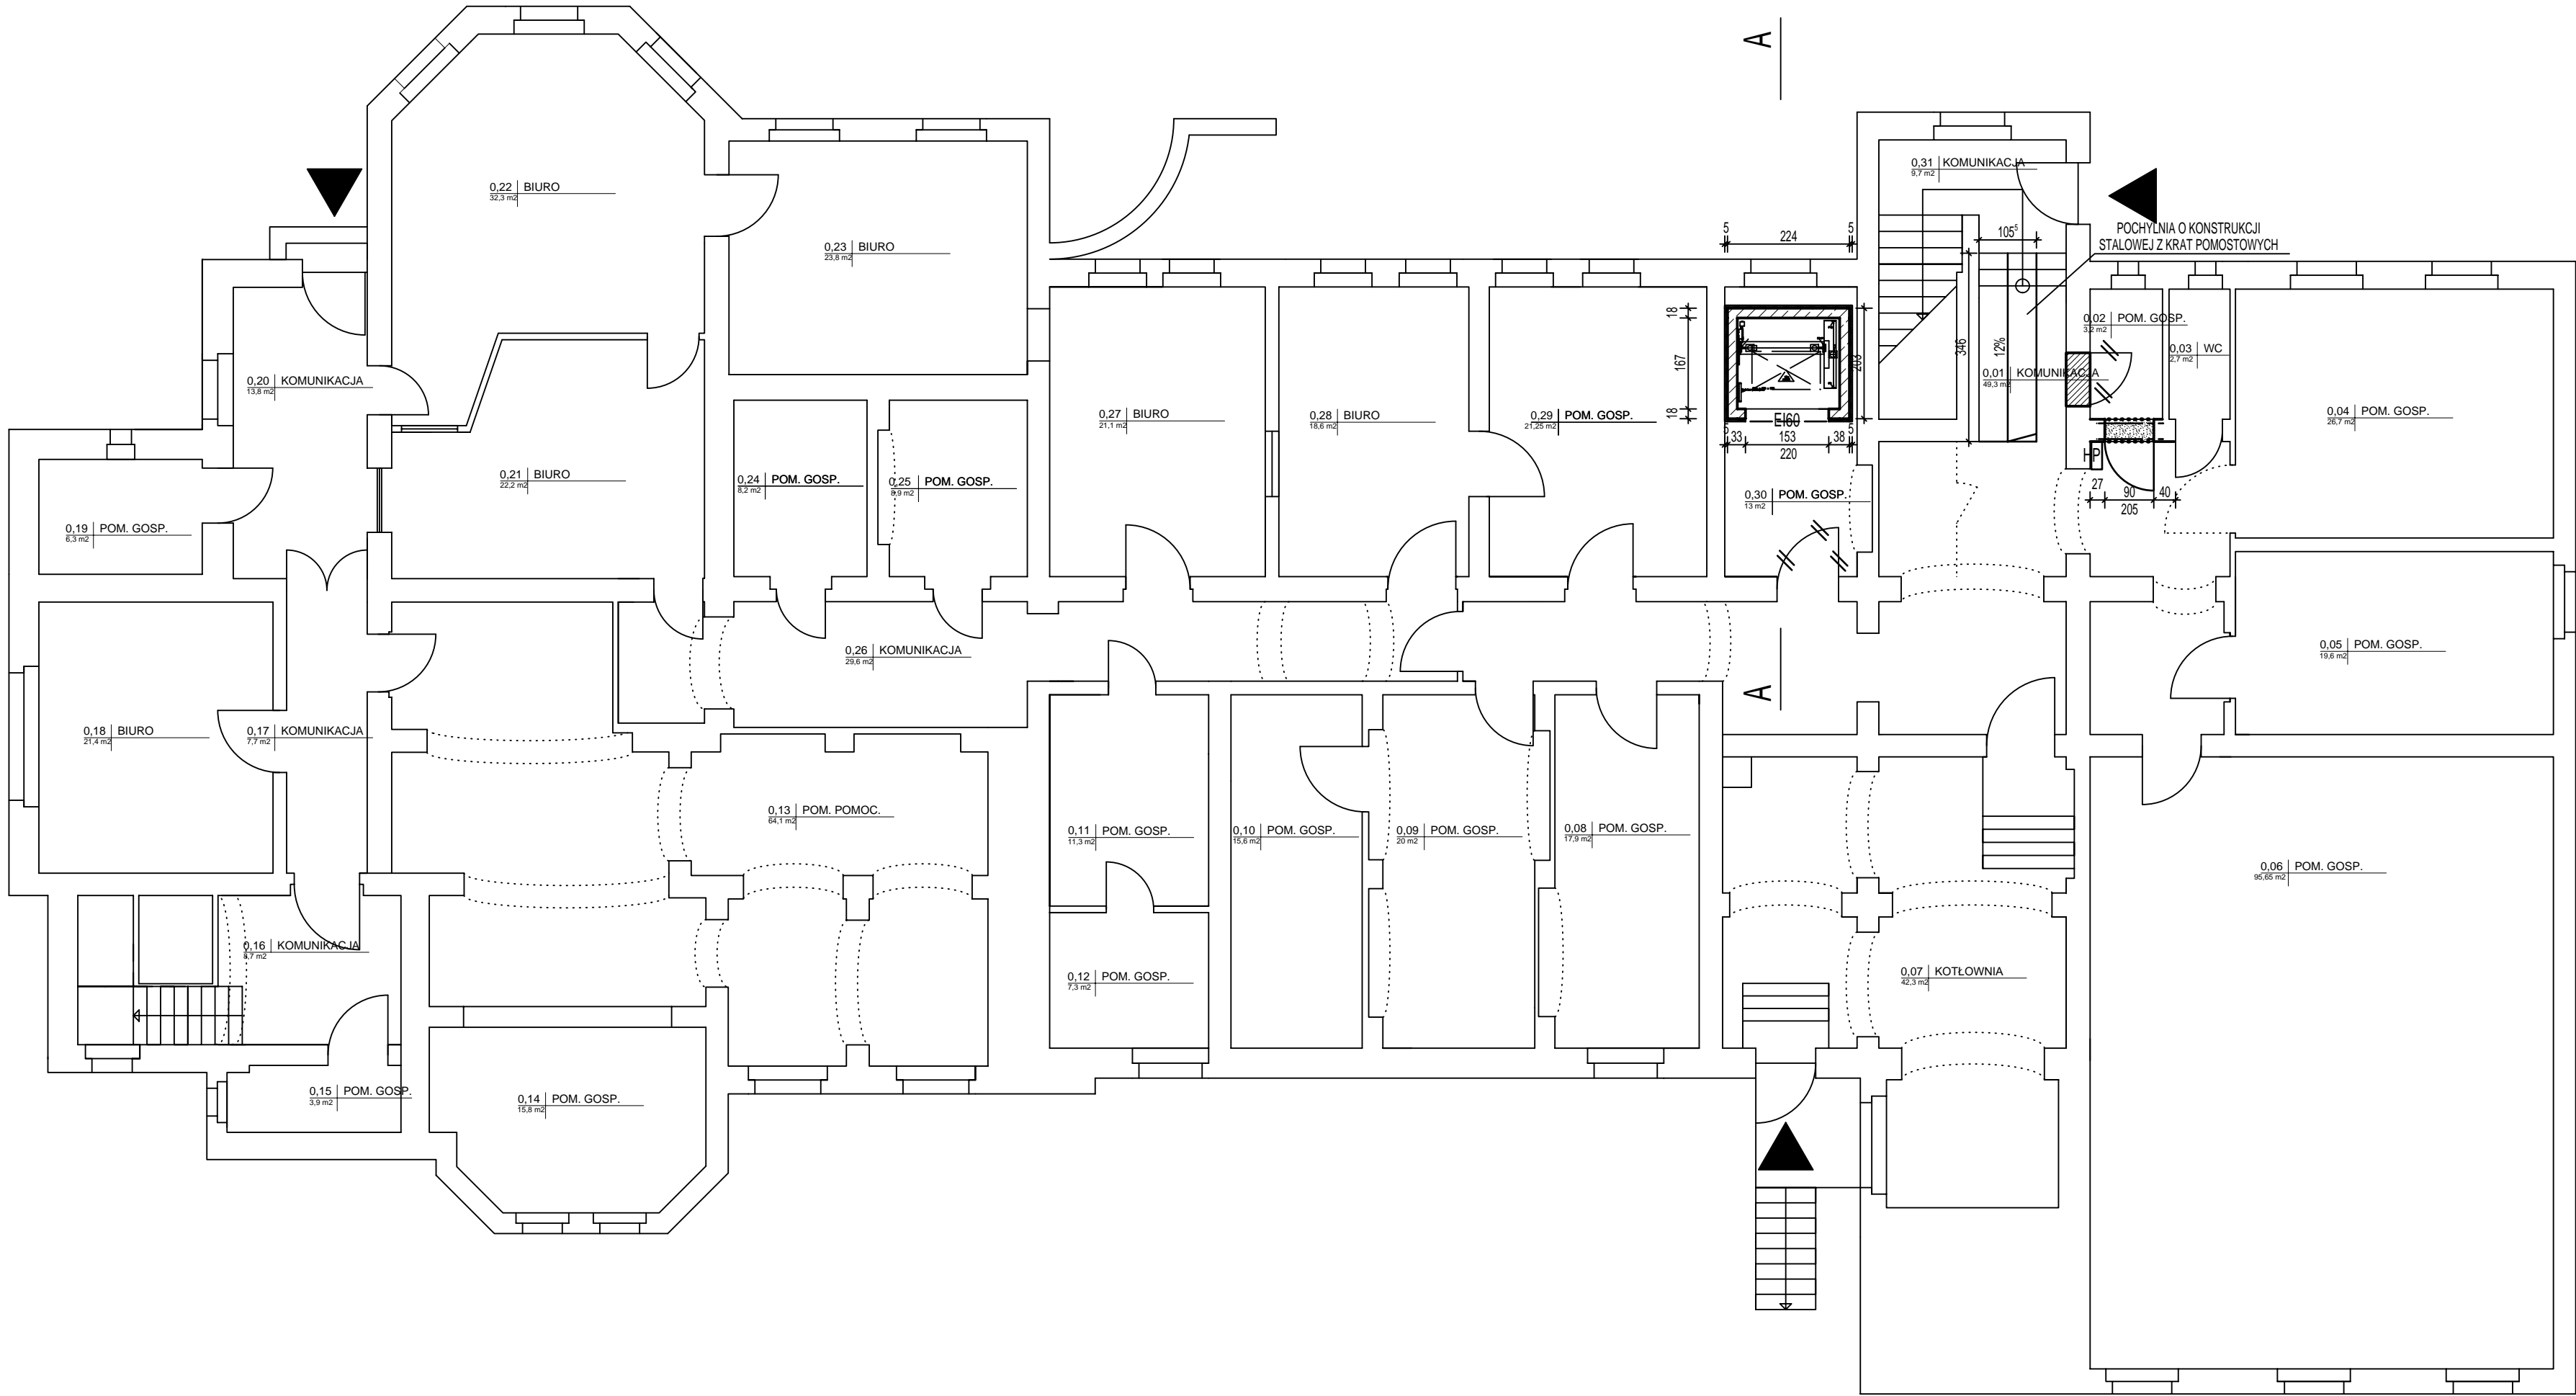 A
0,31 KOMUNIKACJA
9,7 m2
0,22 BIURO
32,3 m2
POCHYLNIA O KONSTRUKCJI
STALOWEJ Z KRAT POMOSTOWYCH
5
224
5
105⁵
0,23 BIURO
23,8 m2
18
167
18
203
346
12%
0,02 POM. GOSP.
3,2 m2
0,03 WC
2,7 m2
0,20 KOMUNIKACJA
13,8 m2
0,01 KOMUNIKACJA
49,3 m2
0,27 BIURO
21,1 m2
0,28 BIURO
18,6 m2
0,29 POM. GOSP.
21,25 m2
EI60
0,04 POM. GOSP.
26,7 m2
5
33
153
38
5
220
HP
0,21 BIURO
22,2 m2
0,24 POM. GOSP.
8,2 m2
0,25 POM. GOSP.
8,9 m2
0,30 POM. GOSP.
13 m2
27
90
40
205
0,19 POM. GOSP.
6,3 m2
0,26 KOMUNIKACJA
29,6 m2
0,05 POM. GOSP.
19,6 m2
A
0,18 BIURO
21,4 m2
0,17 KOMUNIKACJA
7,7 m2
0,13 POM. POMOC.
64,1 m2
0,11 POM. GOSP.
11,3 m2
0,10 POM. GOSP.
15,6 m2
0,09 POM. GOSP.
20 m2
0,08 POM. GOSP.
17,9 m2
0,06 POM. GOSP.
95,65 m2
0,16 KOMUNIKACJA
8,7 m2
0,12 POM. GOSP.
7,3 m2
0,07 KOTŁOWNIA
42,3 m2
0,15 POM. GOSP.
3,9 m2
0,14 POM. GOSP.
15,8 m2